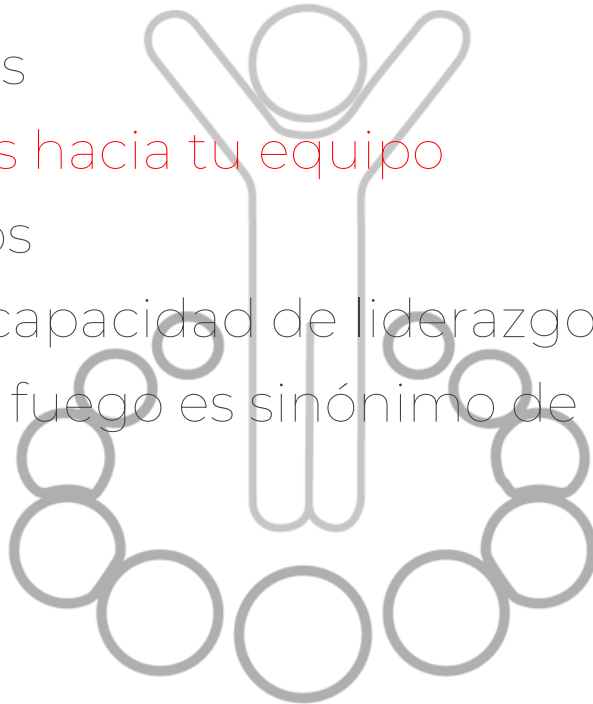 s
s hacia tu equipo
os
capacidad de liderazgo
fuego es sinónimo de